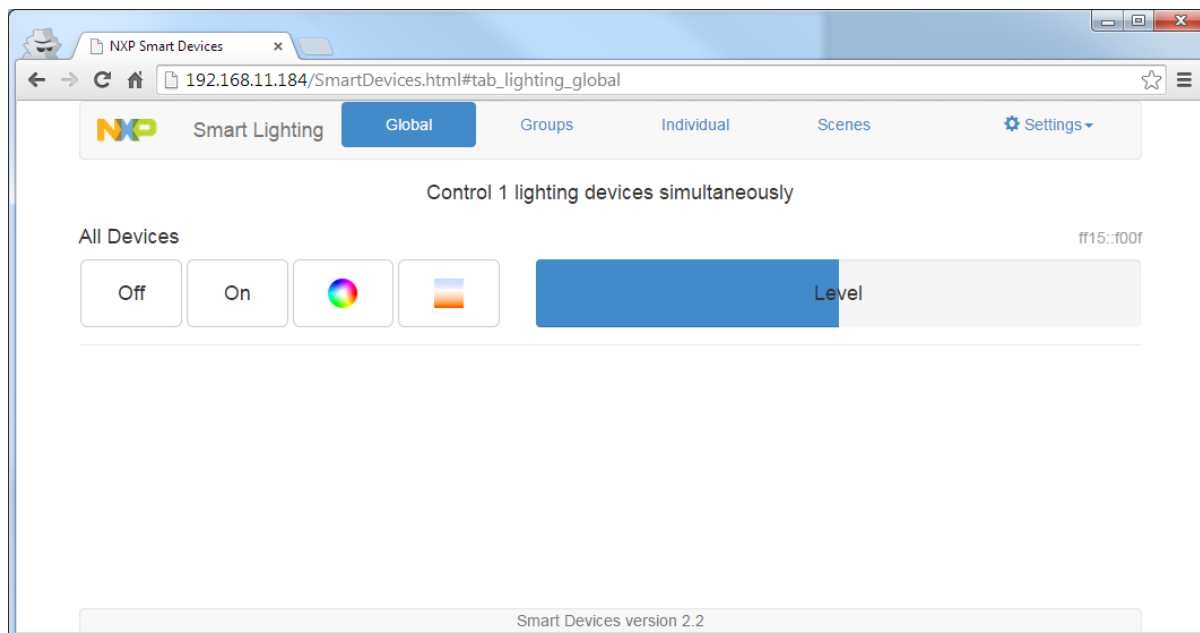 NXP Smart Devices
192.168.11.184/SmartDevices.html#tab_lighting_global
NXP Smart Lighting Global Groups Individual Scenes Settings
Control 1 lighting devices simultaneously
All Devices ff15::f00f
Off On Level
Smart Devices version 2.2